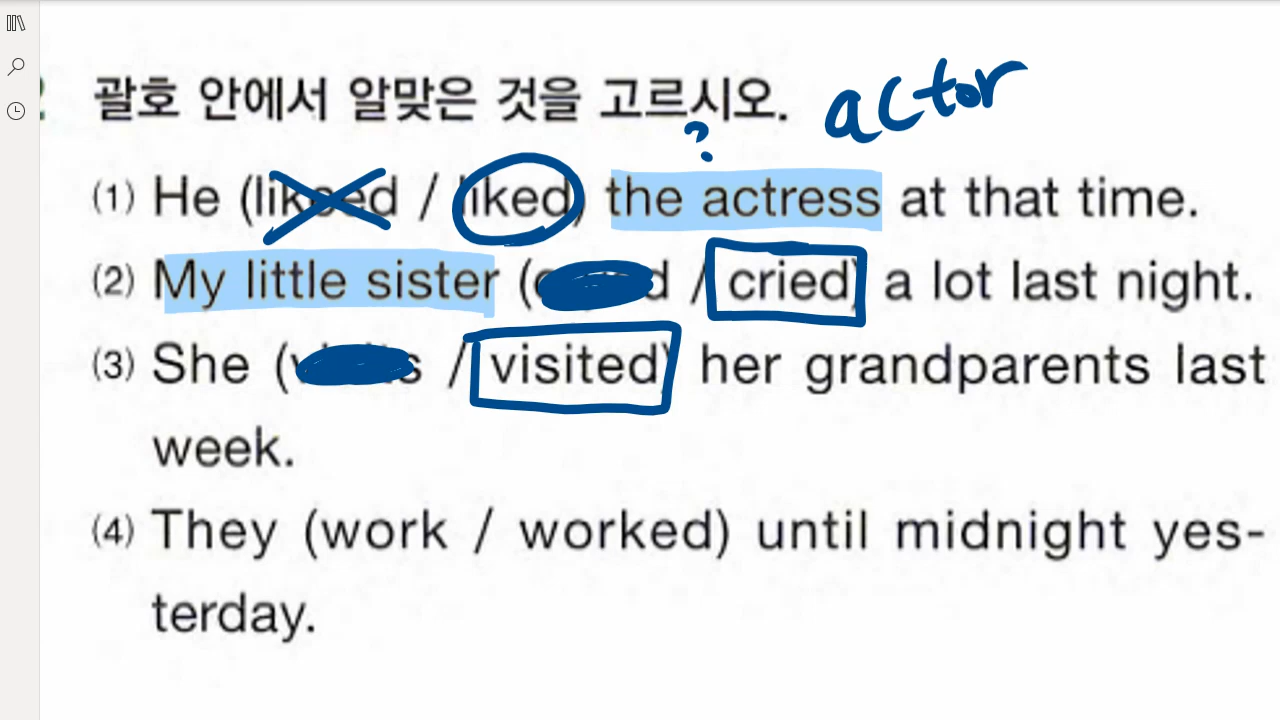 괄호 안에서 알맞은 것을 고르시오. actor
?
(1) He ( / liked) the actress at that time.
(2) My little sister ( / cried) a lot last night.
(3) She ( / visited) her grandparents last
week.
(4) They (work / worked) until midnight yes-
terday.